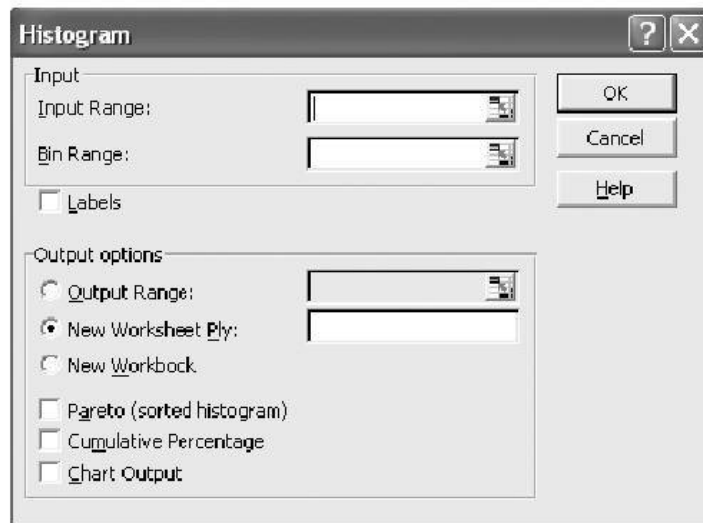 Histogram
Input
Input Range:
Bin Range:
Labels
OK
Cancel
Help
Output options
Output Range:
New Worksheet Ply:
New Workbock
Pareto (sorted histogram)
Cumulative Percentage
Chart Output